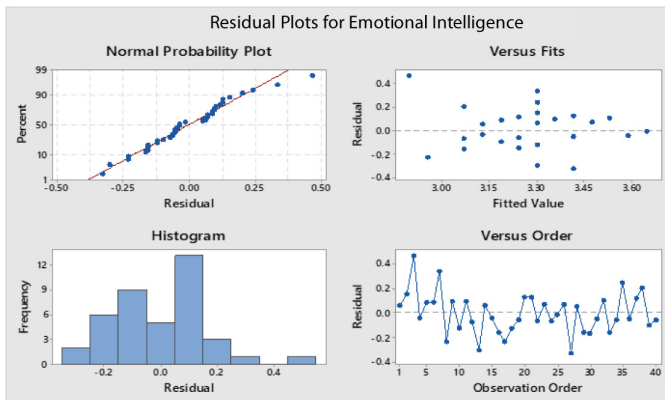 Residual Plots for Emotional Intelligence
Normal Probability Plot
99
90
50
10
1
Percent
-0.50 -0.25 0.00 0.25 0.50
Residual
Versus Fits
0.4
0.2
0.0
-0.2
-0.4
Residual
3.00 3.15 3.30 3.45 3.60
Fitted Value
Histogram
12
9
6
3
0
Frequency
-0.2 0.0 0.2 0.4
Residual
Versus Order
0.4
0.2
0.0
-0.2
-0.4
Residual
1 5 10 15 20 25 30 35 40
Observation Order